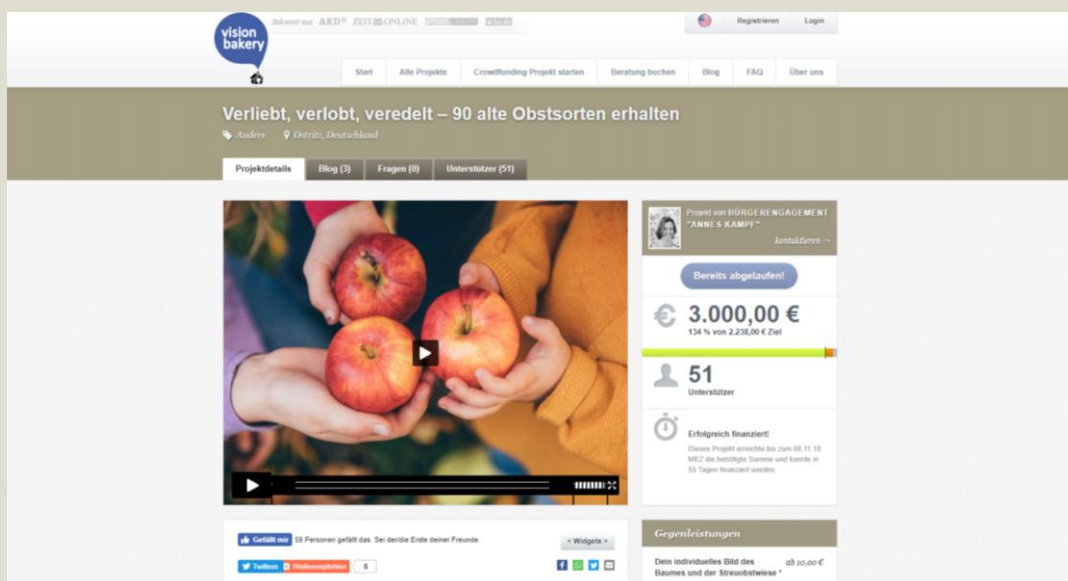 vision
bakery
Bekannt aus ARD ZEIT ONLINE
Registrieren Login
Start Alle Projekte Crowdfunding Projekt starten Beratung buchen Blog FAQ Über uns
Verliebt, verlobt, veredelt – 90 alte Obstsorten erhalten
Andere Ostritz, Deutschland
Projektdetails Blog (3) Fragen (0) Unterstützer (51)
Projekt von BÜRGERENGAGEMENT
"ANNES KAMPF"
kontaktieren →
Bereits abgelaufen!
€ 3.000,00 €
134 % von 2.238,00 € Ziel
51
Unterstützer
Erfolgreich finanziert!
Dieses Projekt erreichte bis zum 08.11.18
MEZ die benötigte Summe und konnte in
55 Tagen finanziert werden.
Gefällt mir 59 Personen gefällt das. Sei der/die Erste deiner Freunde.
< Widgets >
Twittern Weiterempfehlen 8
Gegenleistungen
Dein individuelles Bild des ab 10,00 €
Baumes und der Streuobstwiese *